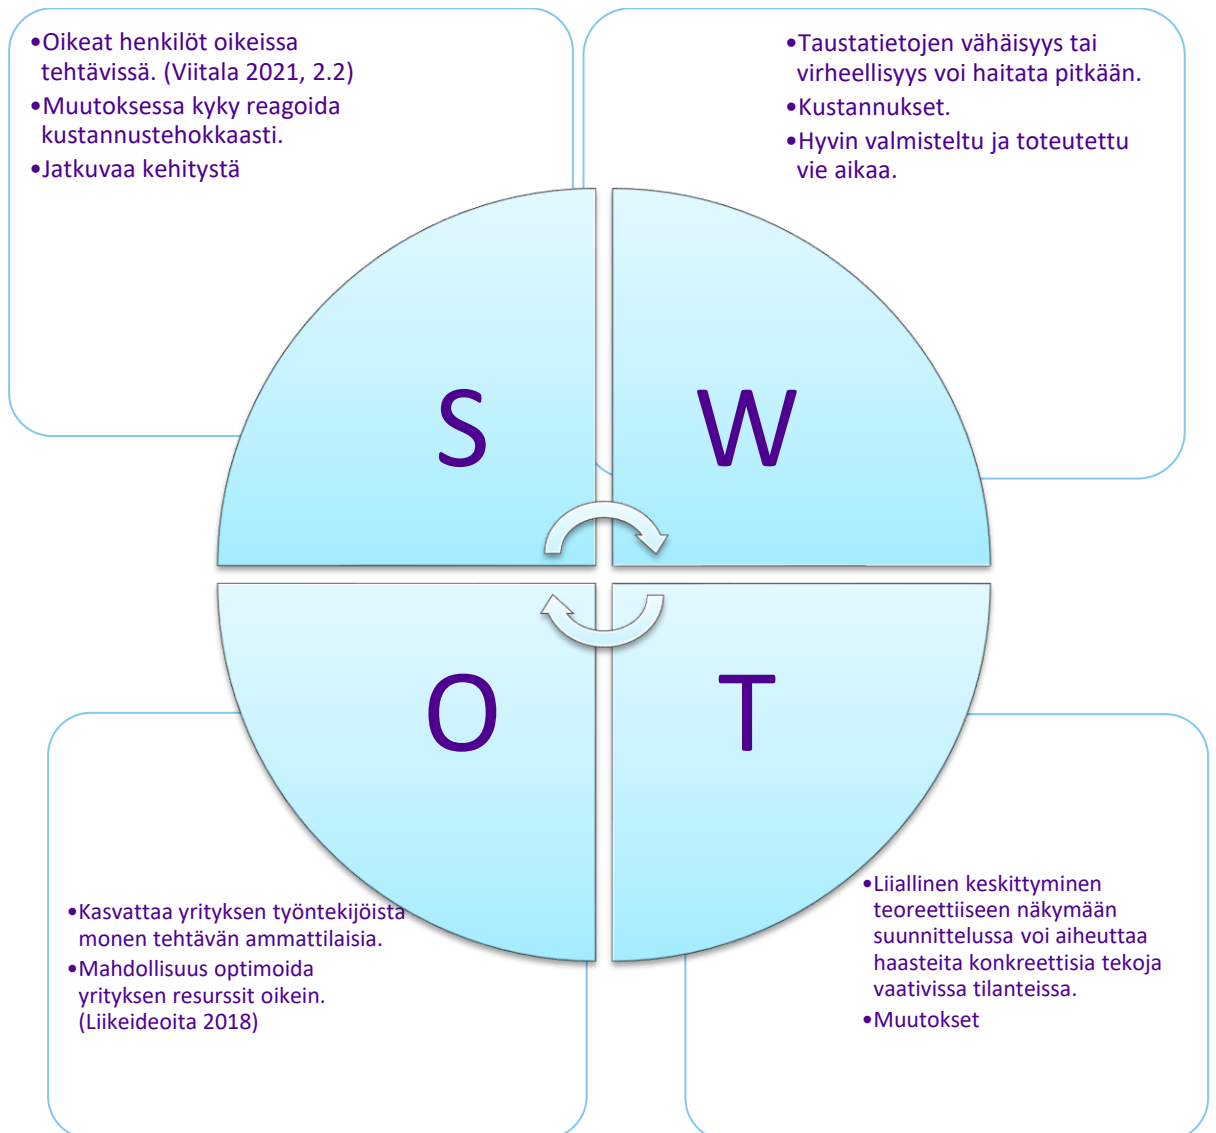 •Oikeat henkilöt oikeissa
tehtävissä. (Viitala 2021, 2.2)
•Muutoksessa kyky reagoida
kustannustehokkaasti.
•Jatkuvaa kehitystä
•Taustatietojen vähäisyys tai
virheellisyys voi haitata pitkään.
•Kustannukset.
•Hyvin valmisteltu ja toteutettu
vie aikaa.
S
W
O
T
•Kasvattaa yrityksen työntekijöistä
monen tehtävän ammattilaisia.
•Mahdollisuus optimoida
yrityksen resurssit oikein.
(Liikeideoita 2018)
•Liiallinen keskittyminen
teoreettiiseen näkymään
suunnittelussa voi aiheuttaa
haasteita konkreettisia tekoja
vaativissa tilanteissa.
•Muutokset